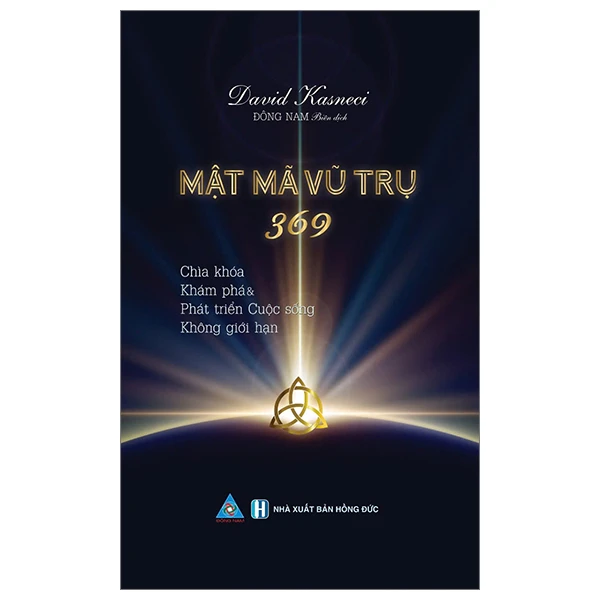 David Kasneci
ĐÔNG NAM Biên dịch
MẬT MÃ VŨ TRỤ
369
Chìa khóa
Khám phá &
Phát triển Cuộc sống
Không giới hạn
ĐÔNG NAM
NHÀ XUẤT BẢN HỒNG ĐỨC